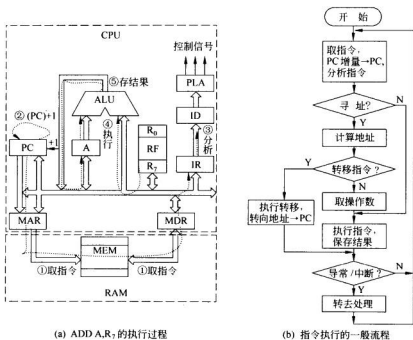 CPU
控制信号
⑤存结果
PLA
ALU
② (PC)+1
④执行
ID
R₀
③分析
PC
+1
A
RF
R₇
IR
MAR
MDR
MEM
①取指令
①取指令
RAM
(a) ADD A,R₇ 的执行过程
开 始
取指令,
PC 增量→PC,
分析指令
寻 址?
N
Y
计算地址
转移指令?
Y
N
取操作数
执行转移,
转向地址→PC
执行指令,
保存结果
异常/中断?
N
Y
转去处理
(b) 指令执行的一般流程